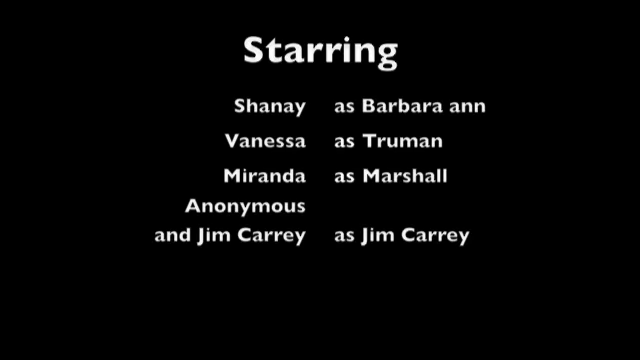 Starring
Shanay as Barbara ann
Vanessa as Truman
Miranda as Marshall
Anonymous
and Jim Carrey as Jim Carrey